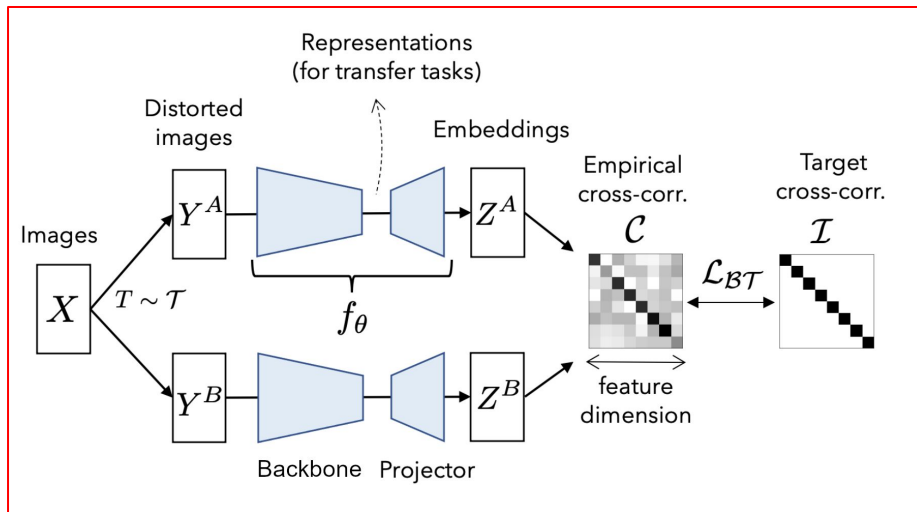 Representations
(for transfer tasks)
Distorted
images
Embeddings
Empirical
cross-corr.
Target
cross-corr.
Images
X
T ∼ 𝒯
Y^A
f_θ
Z^A
𝒞
ℒ_ℬ𝒯
ℐ
Y^B
Z^B
feature
dimension
Backbone
Projector